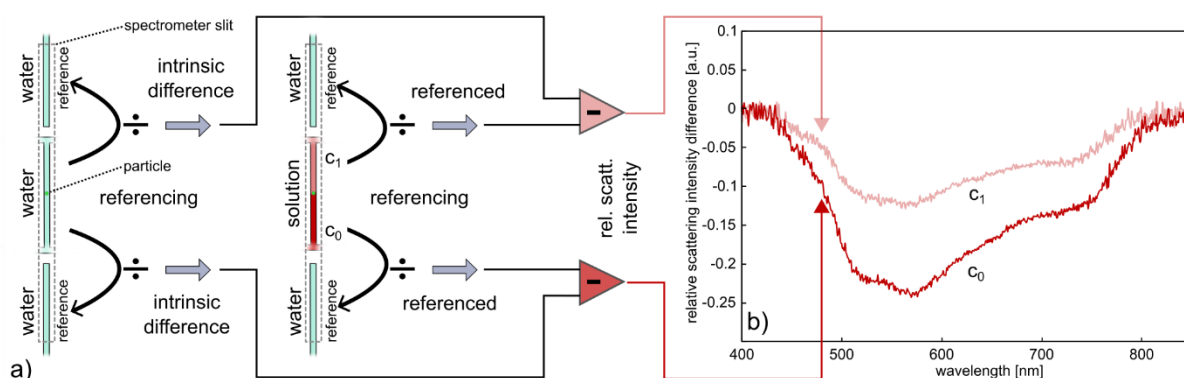 spectrometer slit
water
reference
water
particle
water
reference
÷
intrinsic
difference
referencing
÷
intrinsic
difference
water
reference
solution
c1
c0
water
reference
referenced
÷
referencing
÷
referenced
-
rel. scatt.
intensity
-
a)
relative scattering intensity difference [a.u.]
0.1
0.05
0
-0.05
-0.1
-0.15
-0.2
-0.25
c1
c0
b)
400
500
600
700
800
wavelength [nm]